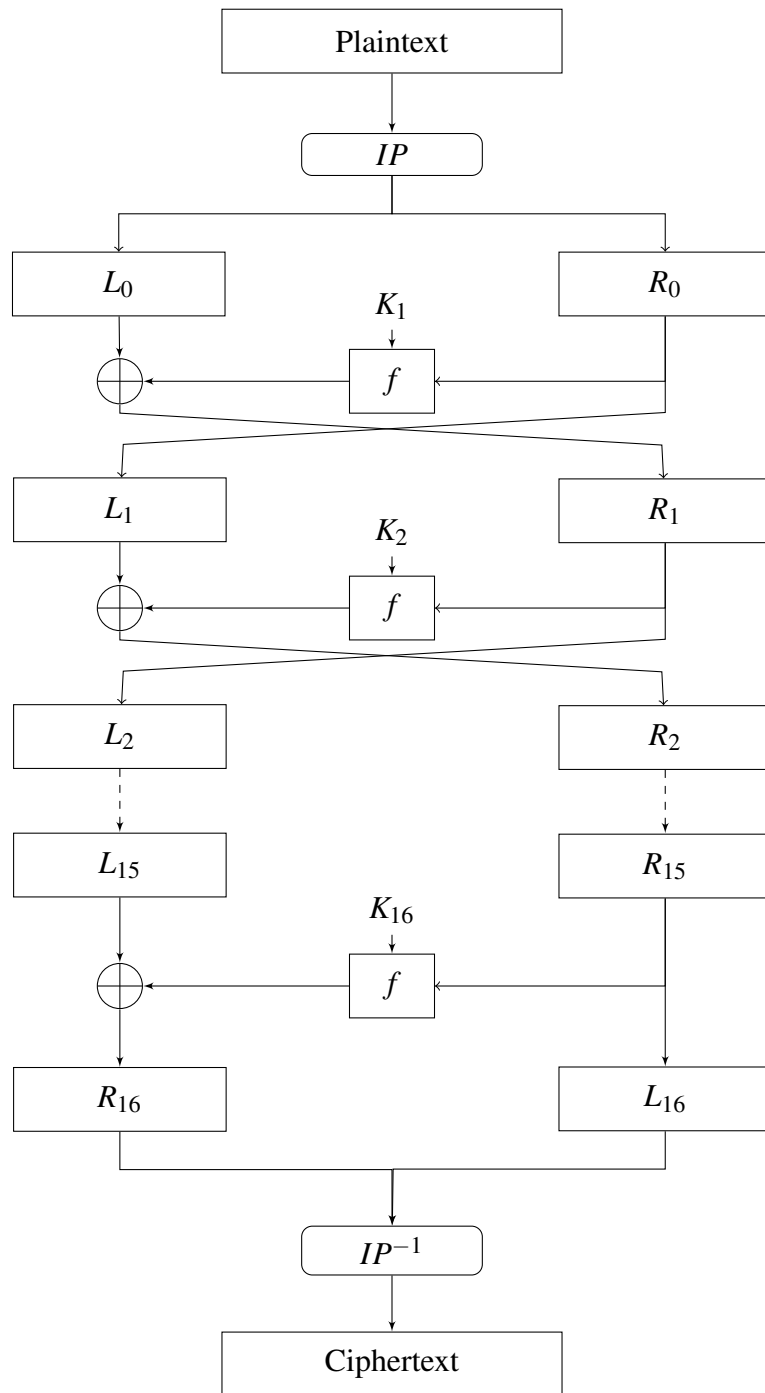 Plaintext
IP
L₀
R₀
K₁
f
L₁
R₁
K₂
f
L₂
R₂
L₁₅
R₁₅
K₁₆
f
R₁₆
L₁₆
IP⁻¹
Ciphertext